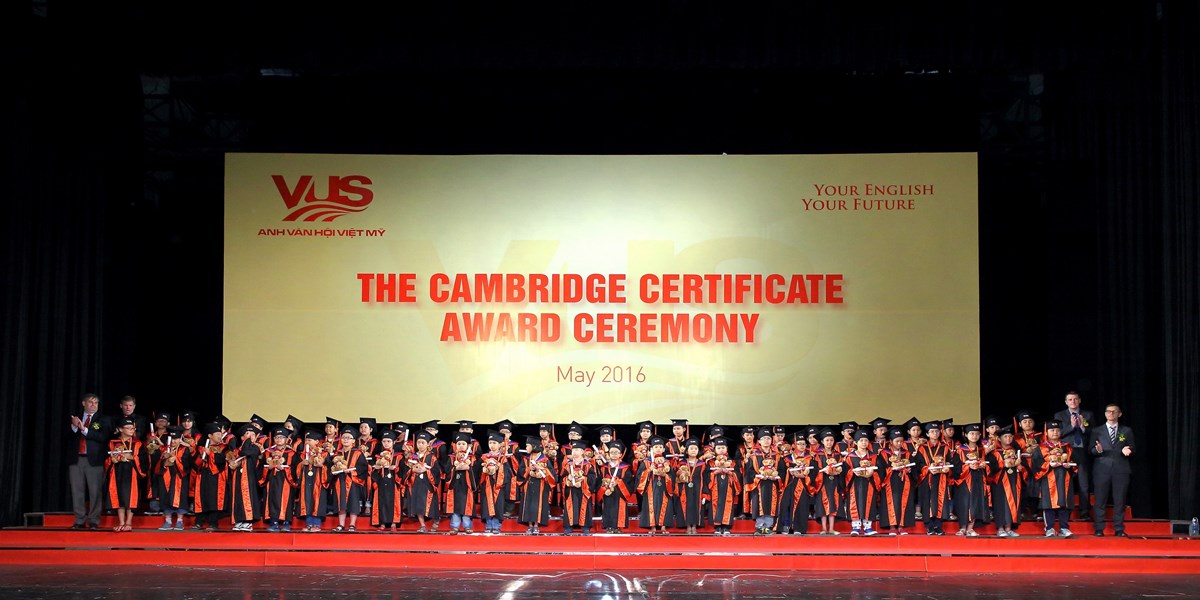 VUS
ANH VĂN HỘI VIỆT MỸ
YOUR ENGLISH
YOUR FUTURE
THE CAMBRIDGE CERTIFICATE
AWARD CEREMONY
May 2016